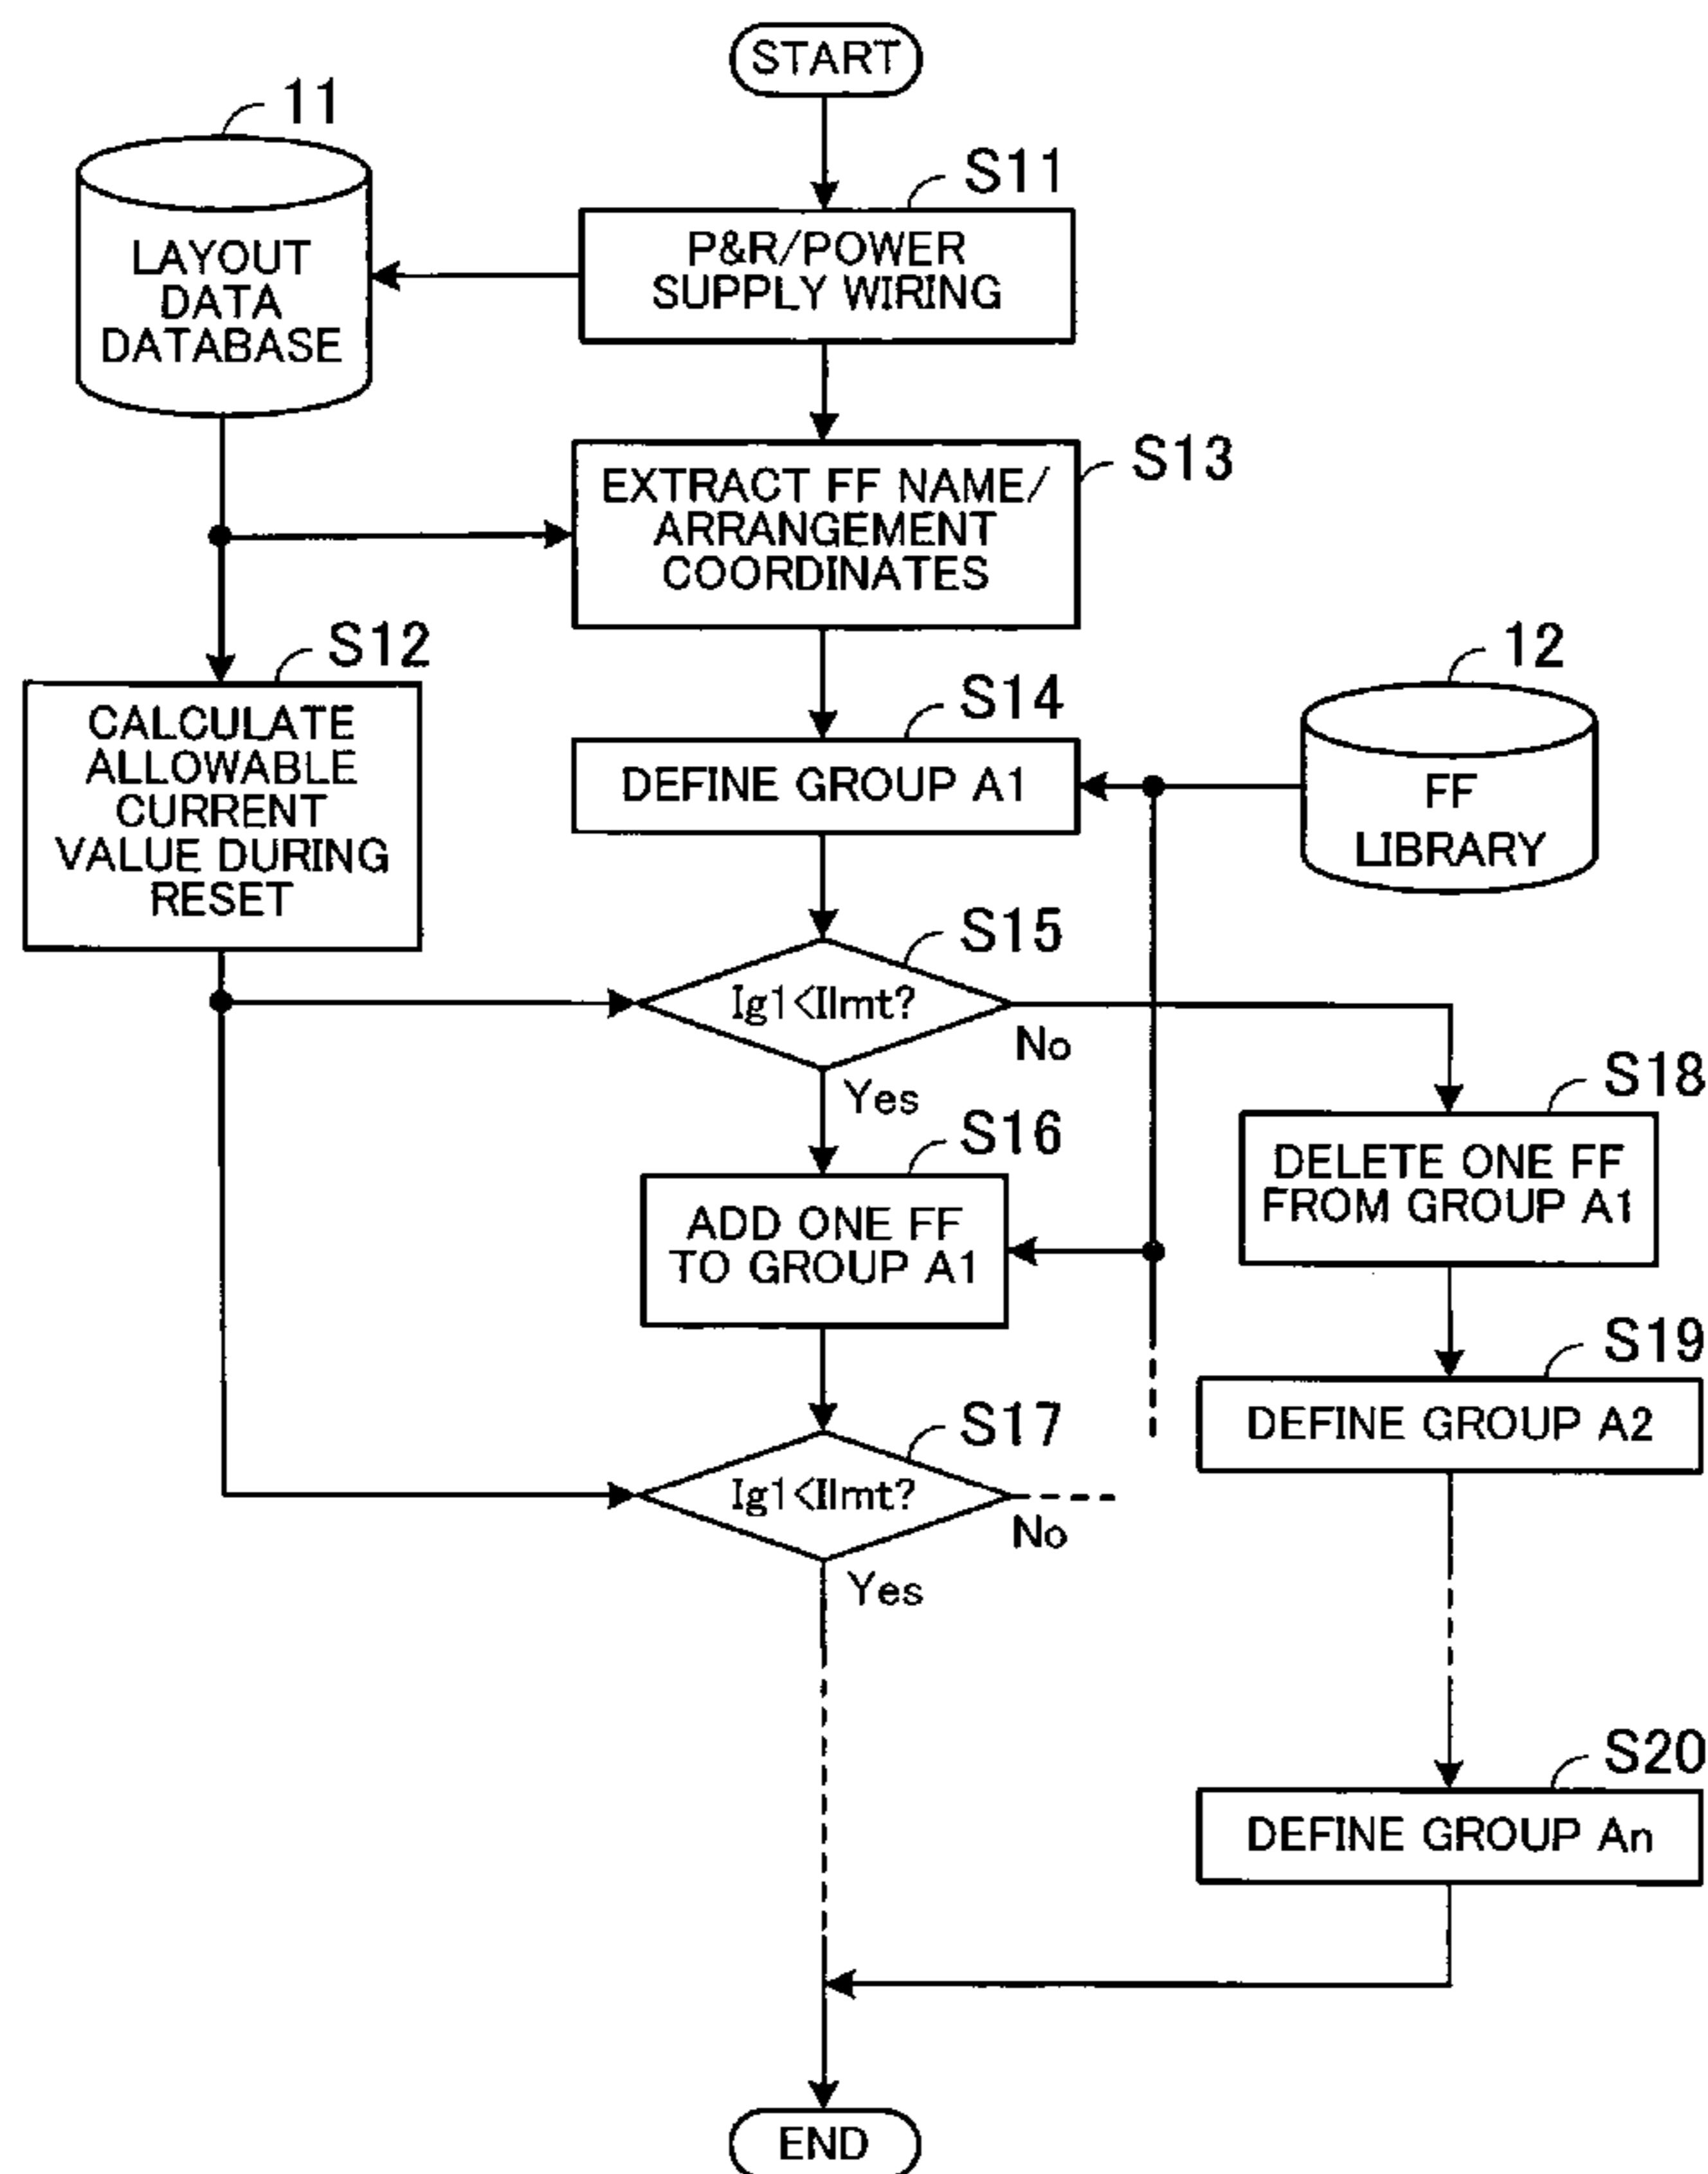 START
11
S11
P&R/POWER
SUPPLY WIRING
LAYOUT
DATA
DATABASE
S13
EXTRACT FF NAME/
ARRANGEMENT
COORDINATES
S12
CALCULATE
ALLOWABLE
CURRENT
VALUE DURING
RESET
S14
DEFINE GROUP A1
12
FF
LIBRARY
S15
Ig1<Ilmt?
No
Yes
S16
ADD ONE FF
TO GROUP A1
S18
DELETE ONE FF
FROM GROUP A1
S19
DEFINE GROUP A2
S17
Ig1<Ilmt?
No
Yes
S20
DEFINE GROUP An
END